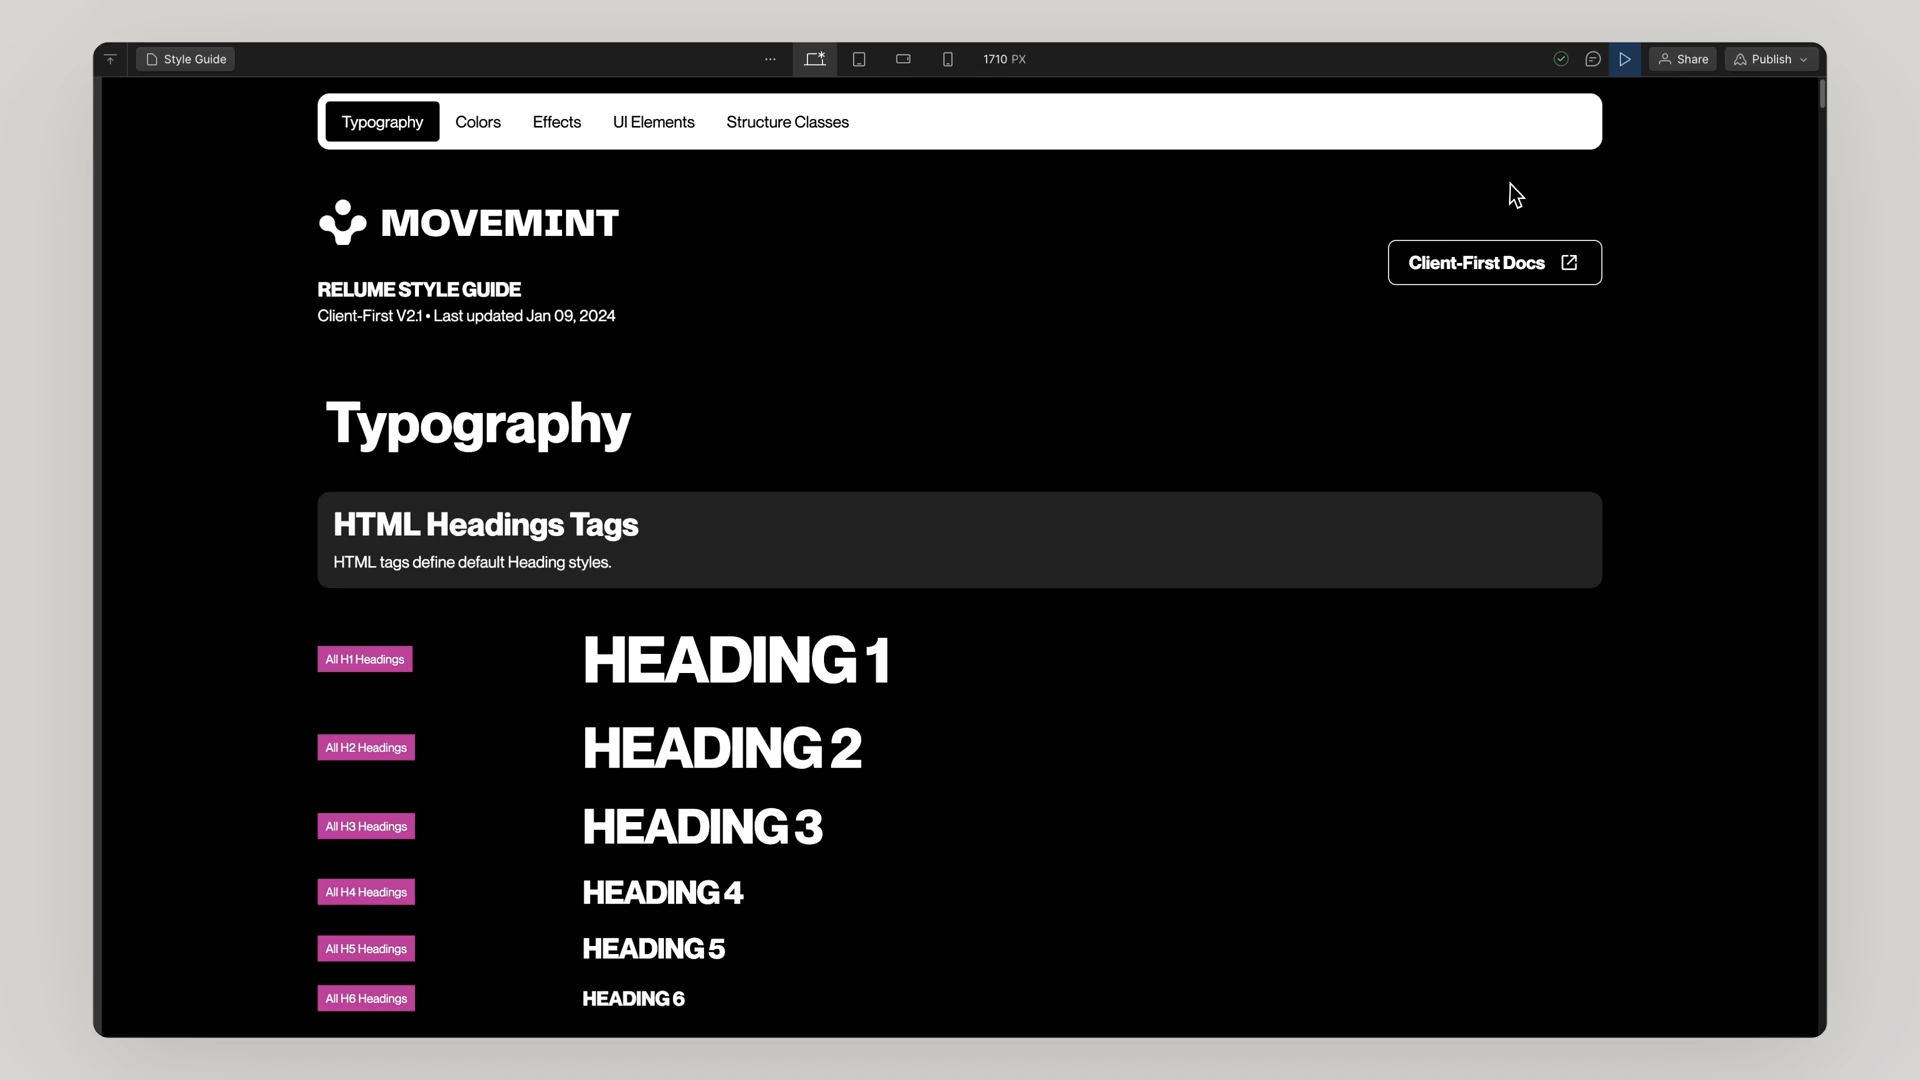 Style Guide
1710 PX
Share
Publish
Typography
Colors
Effects
UI Elements
Structure Classes
MOVEMINT
RELUME STYLE GUIDE
Client-First V2.1 • Last updated Jan 09, 2024
Client-First Docs
Typography
HTML Headings Tags
HTML tags define default Heading styles.
All H1 Headings
HEADING 1
All H2 Headings
HEADING 2
All H3 Headings
HEADING 3
All H4 Headings
HEADING 4
All H5 Headings
HEADING 5
All H6 Headings
HEADING 6